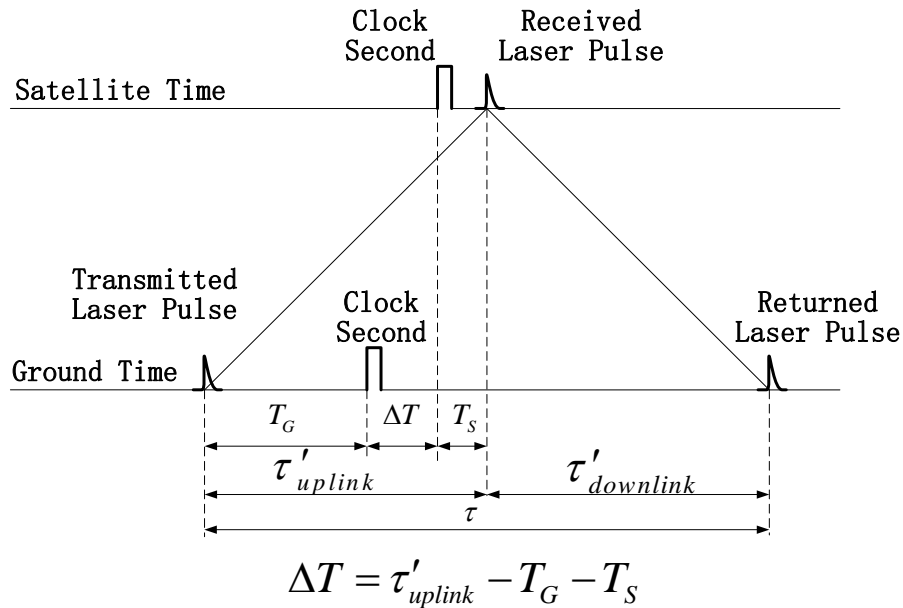 Clock
Second
Received
Laser Pulse
Satellite Time
Transmitted
Laser Pulse
Clock
Second
Returned
Laser Pulse
Ground Time
T_G ΔT T_S
τ′_uplink τ′_downlink
τ
ΔT = τ′_uplink − T_G − T_S